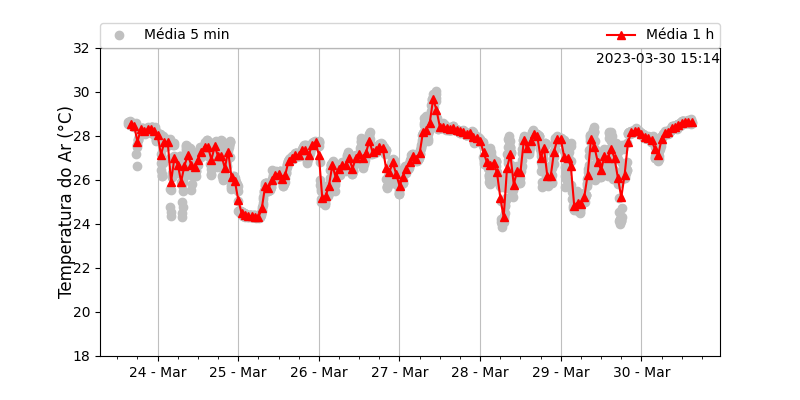 Média 5 min
Média 1 h
2023-03-30 15:14
Temperatura do Ar (°C)
32
30
28
26
24
22
20
18
24 - Mar
25 - Mar
26 - Mar
27 - Mar
28 - Mar
29 - Mar
30 - Mar